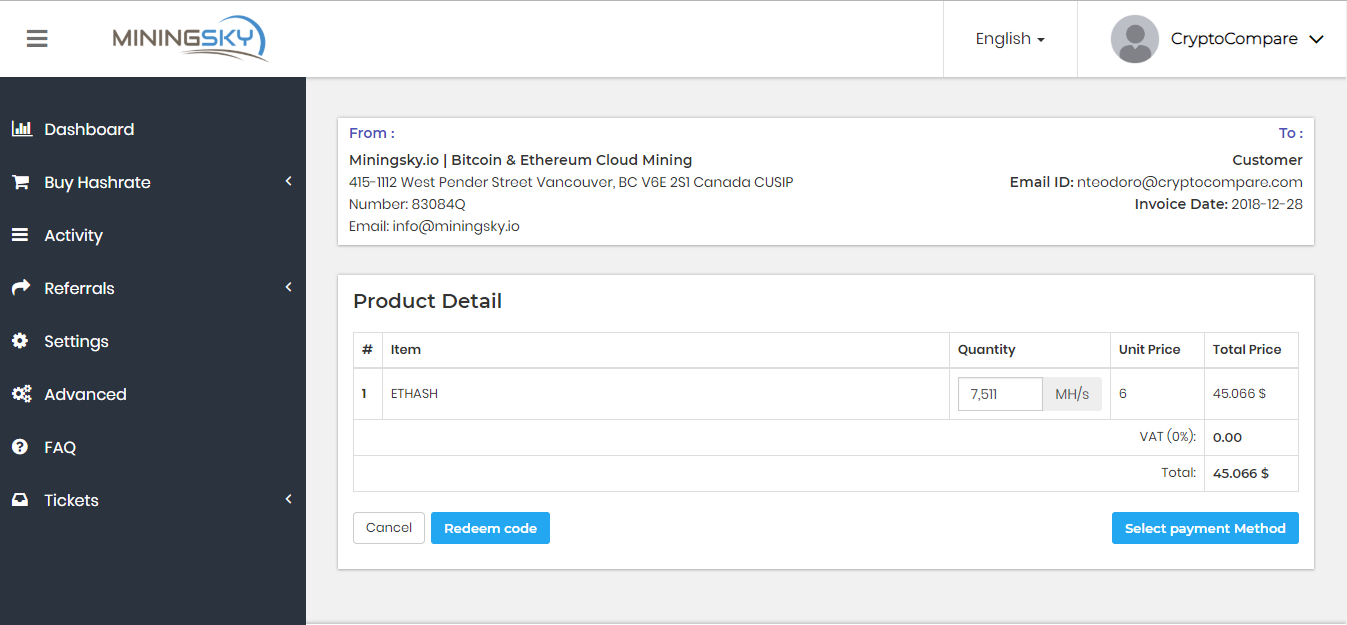 MININGSKY
English
CryptoCompare
Dashboard
Buy Hashrate
Activity
Referrals
Settings
Advanced
FAQ
Tickets
From :
Miningsky.io | Bitcoin & Ethereum Cloud Mining
415-1112 West Pender Street Vancouver, BC V6E 2S1 Canada CUSIP
Number: 83084Q
Email: info@miningsky.io
To :
Customer
Email ID: nteodoro@cryptocompare.com
Invoice Date: 2018-12-28
Product Detail
# Item Quantity Unit Price Total Price
1 ETHASH 7,511 MH/s 6 45.066 $
VAT (0%): 0.00
Total: 45.066 $
Cancel Redeem code Select payment Method